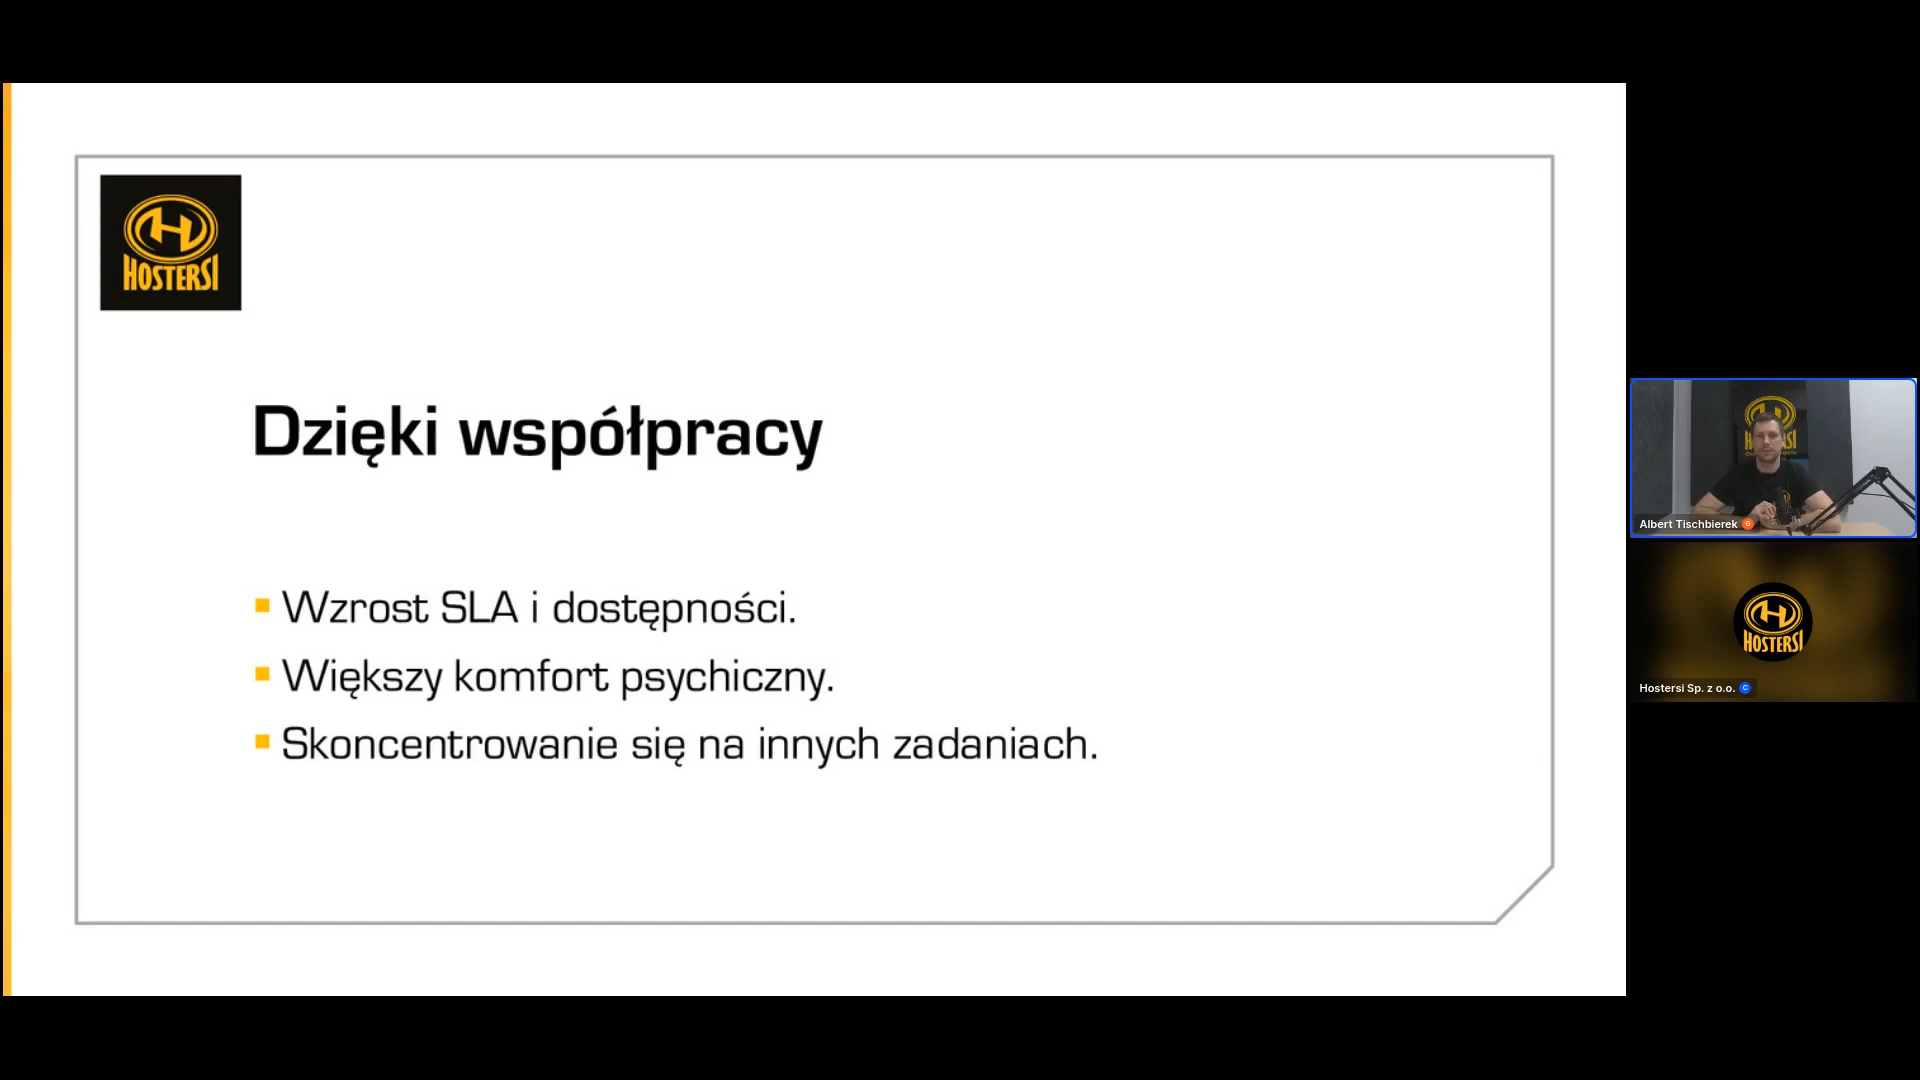 HOSTERSI
Dzięki współpracy
Wzrost SLA i dostępności.
Większy komfort psychiczny.
Skoncentrowanie się na innych zadaniach.
Albert Tischbierek G
HOSTERSI
Hostersi Sp. z o.o. C